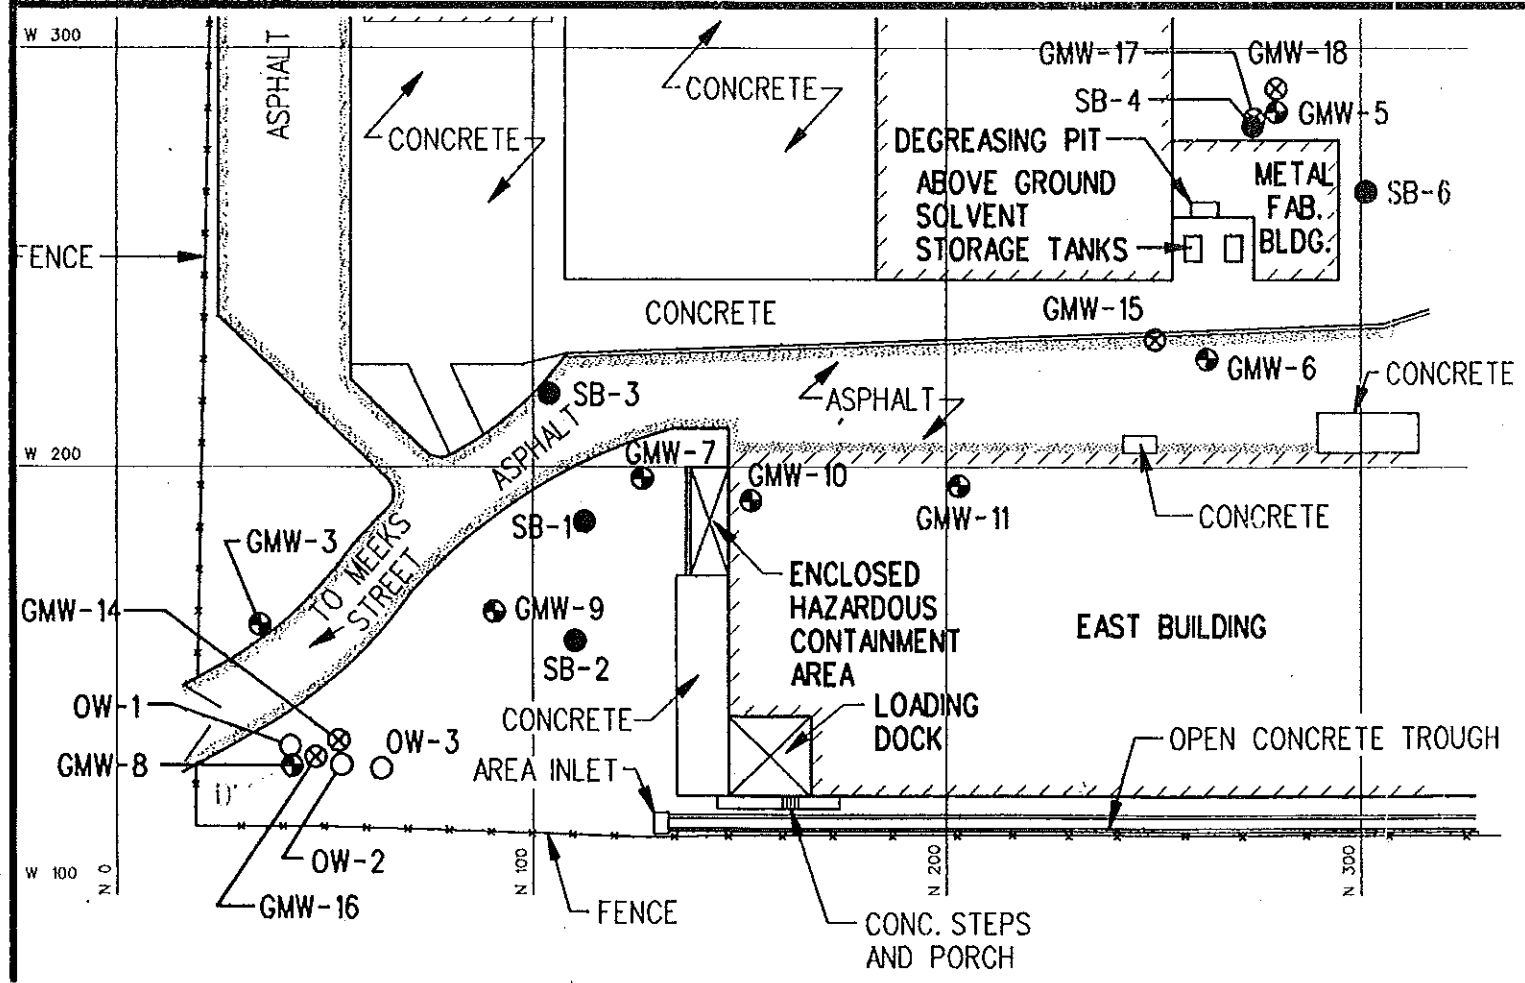 W 300
ASPHALT
CONCRETE
CONCRETE
GMW-17
GMW-18
SB-4
GMW-5
DEGREASING PIT
ABOVE GROUND
SOLVENT
STORAGE TANKS
METAL
FAB.
BLDG.
SB-6
FENCE
CONCRETE
GMW-15
GMW-6
CONCRETE
SB-3
ASPHALT
ASPHALT
W 200
GMW-7
GMW-10
GMW-11
CONCRETE
SB-1
GMW-3
TO MEEKS
STREET
ENCLOSED
HAZARDOUS
CONTAINMENT
AREA
GMW-14
GMW-9
SB-2
EAST BUILDING
OW-1
CONCRETE
LOADING
DOCK
OW-3
GMW-8
AREA INLET
OPEN CONCRETE TROUGH
OW-2
W 100
N 0
N 100
N 200
N 300
GMW-16
FENCE
CONC. STEPS
AND PORCH